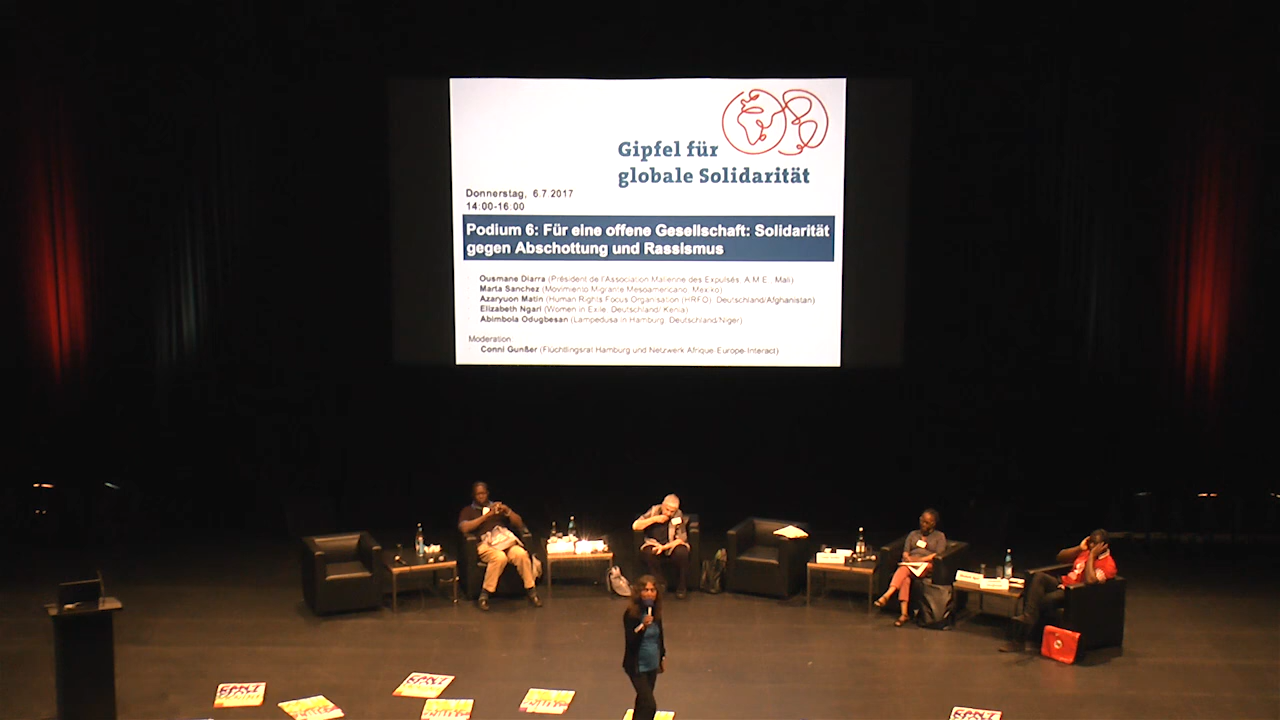 Gipfel für
globale Solidarität
Donnerstag, 6.7.2017
14:00-16:00
Podium 6: Für eine offene Gesellschaft: Solidarität
gegen Abschottung und Rassismus
Ousmane Diarra (Président de l'Association Malienne des Expulsés A.M.E., Mali)
Marta Sanchez (Movimiento Migrante Mesoamericano, Mexiko)
Azaryuon Matin (Human Rights Focus Organisation (HRFO), Deutschland/Afghanistan)
Elizabeth Ngari (Women in Exile, Deutschland/ Kenia)
Abimbola Odugbesan (Lampedusa in Hamburg, Deutschland/Niger)
Moderation
Conni Gunßer (Flüchtlingsrat Hamburg und Netzwerk Afrique-Europe-Interact)